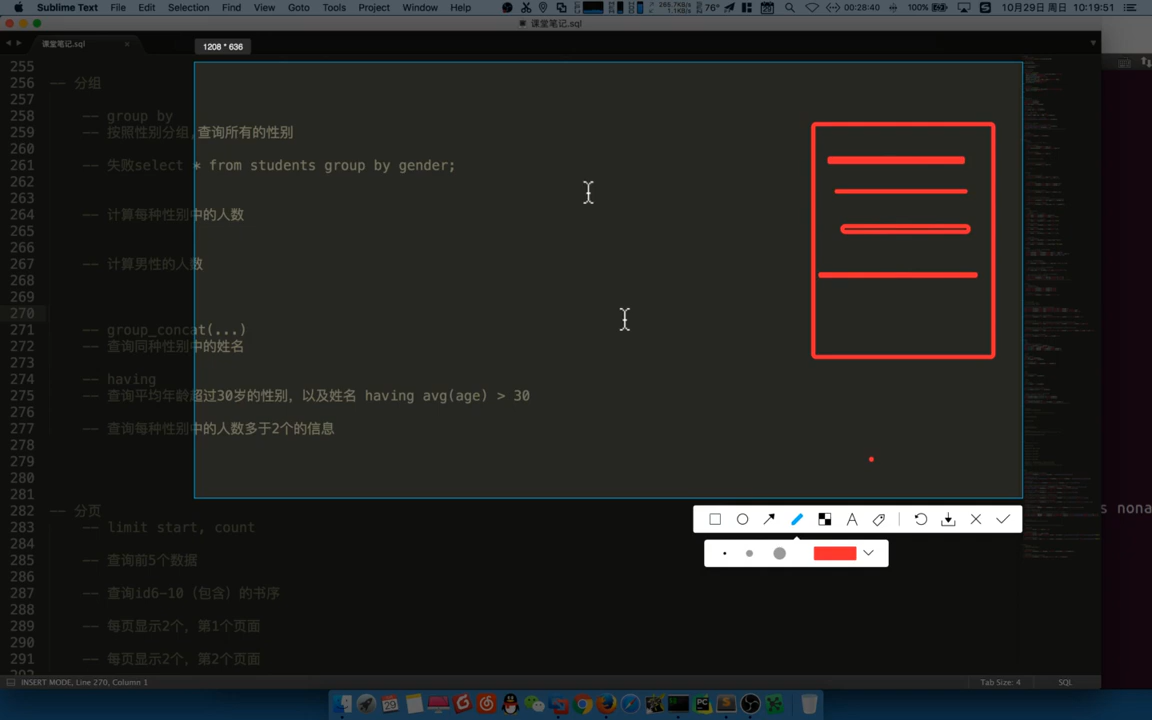 Sublime Text File Edit Selection Find View Goto Tools Project Window Help 76° 00:28:40 100% 10月29日 周日 10:19:51
课堂笔记.sql
课堂笔记.sql
1208 * 636
255
256 -- 分组
257
258 -- group by
259 -- 按照性别分组,查询所有的性别
260
261 -- 失败select * from students group by gender;
262
263
264 -- 计算每种性别中的人数
265
266
267 -- 计算男性的人数
268
269
270
271 -- group_concat(...)
272 -- 查询同种性别中的姓名
273
274 -- having
275 -- 查询平均年龄超过30岁的性别，以及姓名 having avg(age) > 30
276
277 -- 查询每种性别中的人数多于2个的信息
278
279
280
281
282 -- 分页
283 -- limit start, count
284
285 -- 查询前5个数据
286
287 -- 查询id6-10（包含）的书序
288
289 -- 每页显示2个，第1个页面
290
291 -- 每页显示2个，第2个页面
s nona
INSERT MODE, Line 270, Column 1 Tab Size: 4 SQL